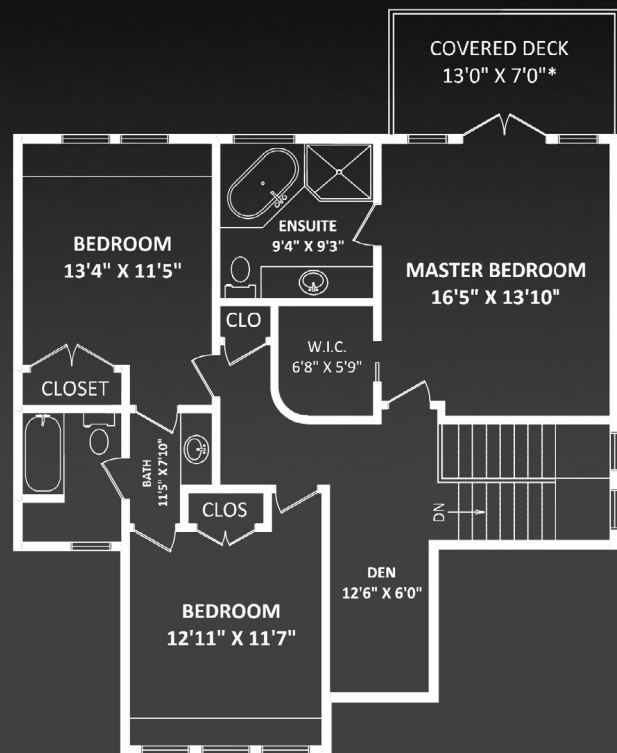 COVERED DECK
13'0" X 7'0"*
ENSUITE
9'4" X 9'3"
BEDROOM
13'4" X 11'5"
MASTER BEDROOM
16'5" X 13'10"
CLO
W.I.C.
6'8" X 5'9"
CLOSET
BATH
11'5" X 7'10"
CLOS
DN
DEN
12'6" X 6'0"
BEDROOM
12'11" X 11'7"